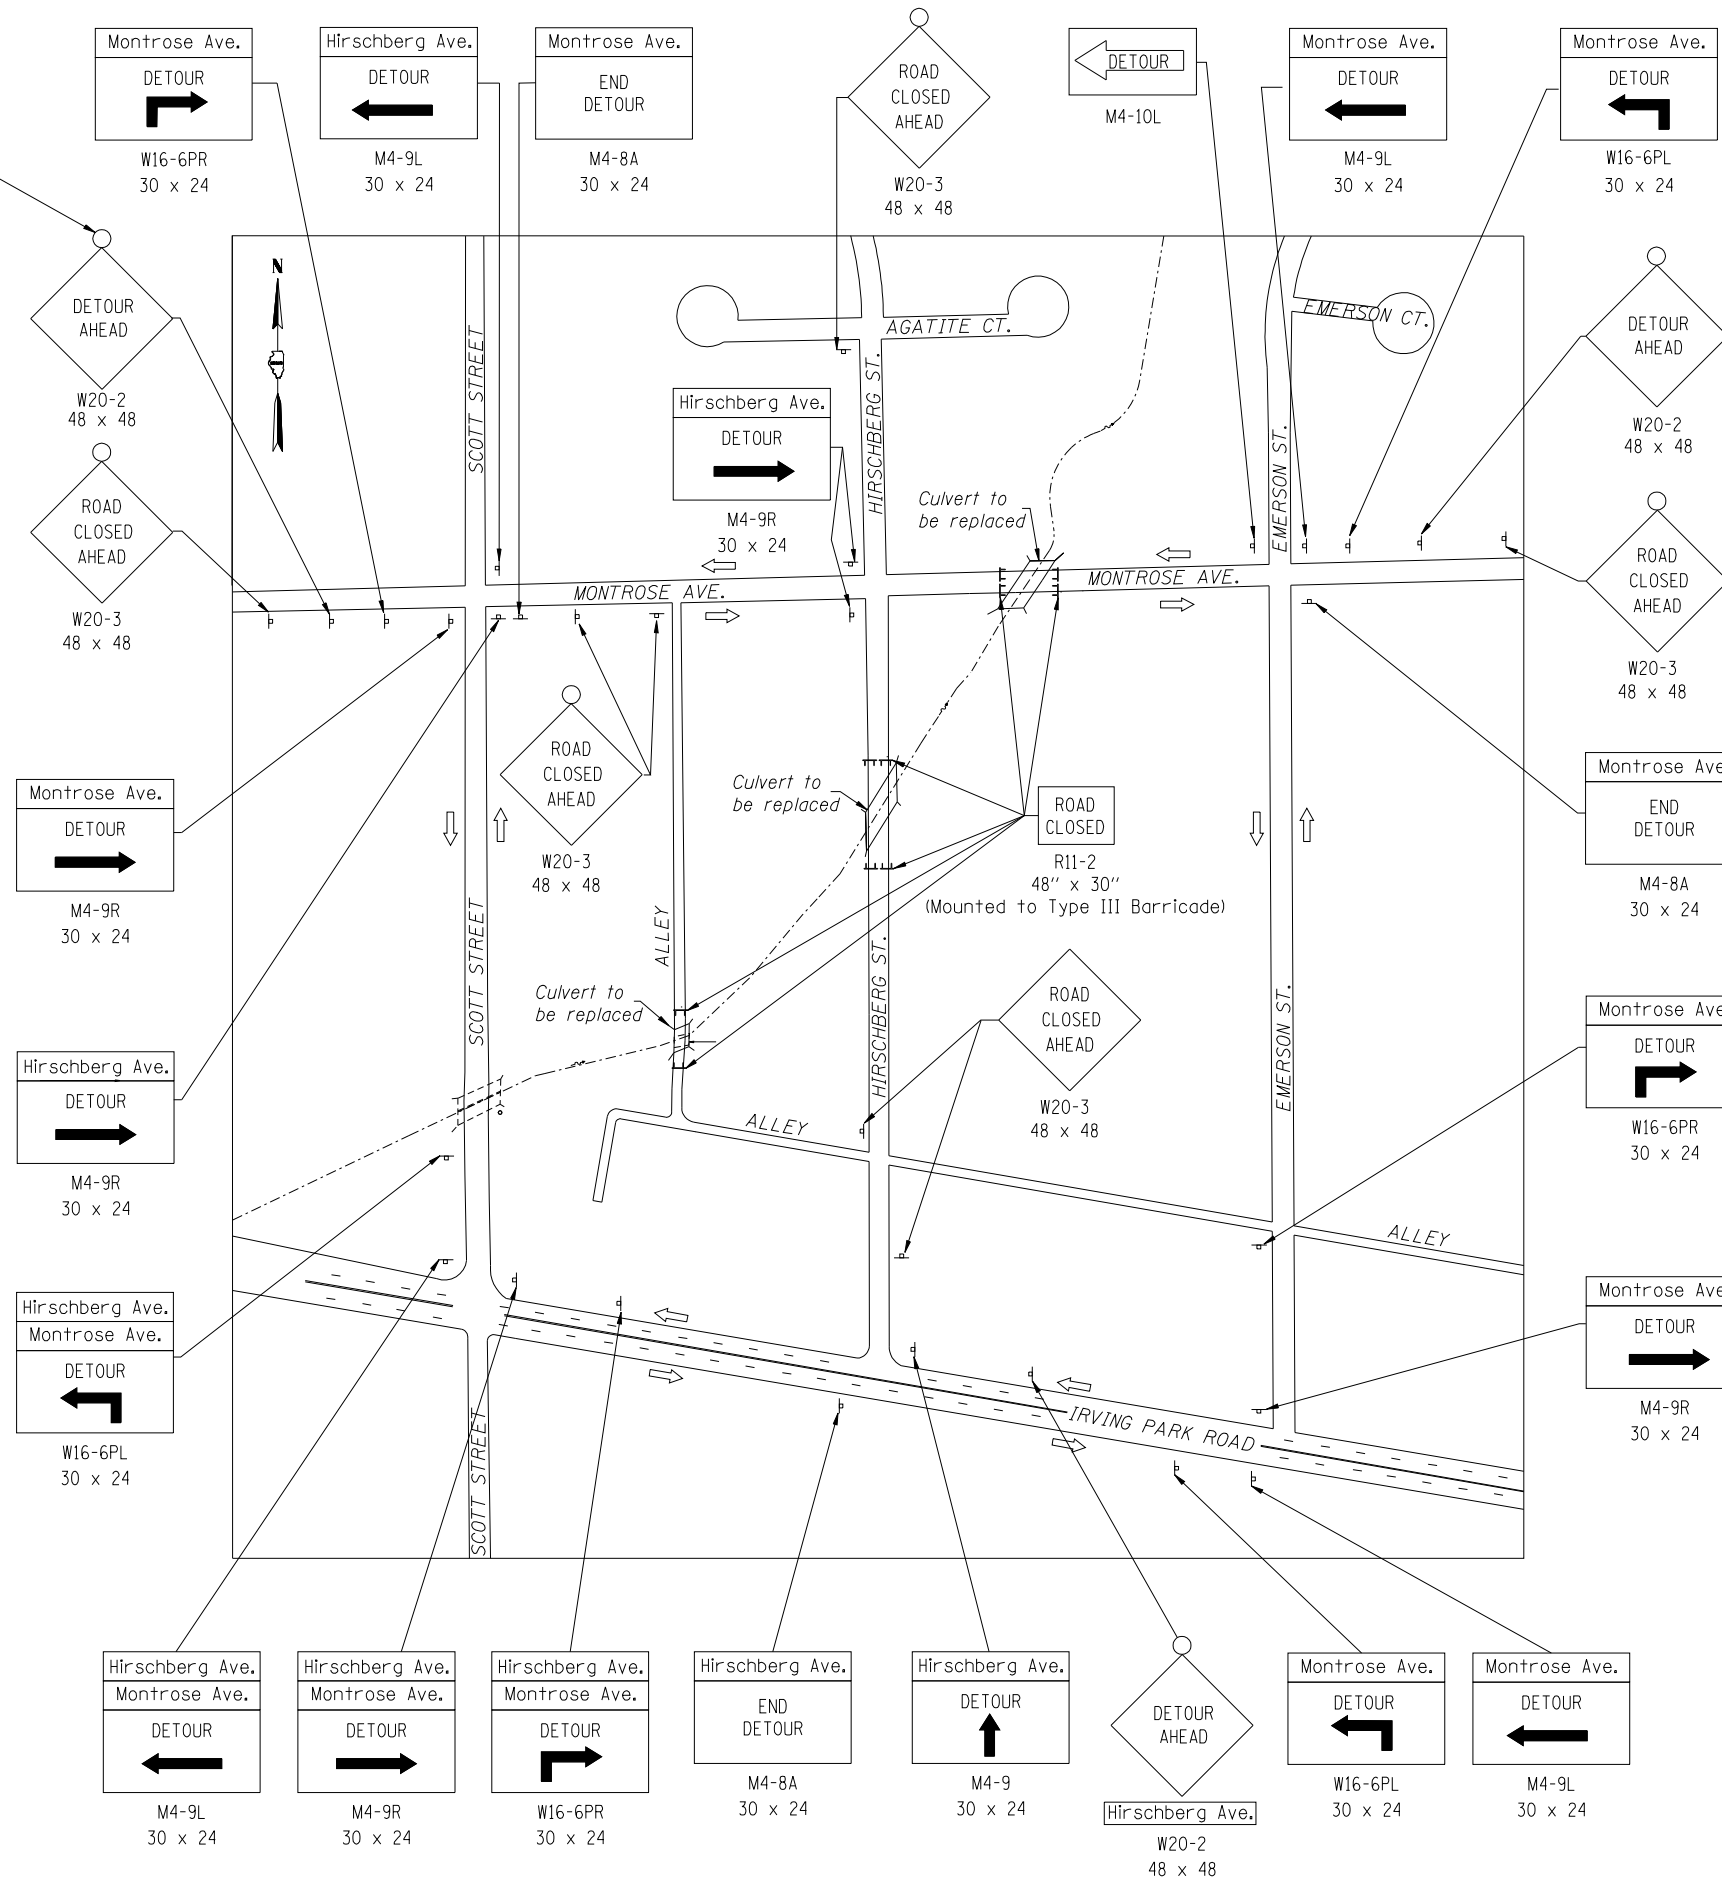 Montrose Ave.
DETOUR
W16-6PR
30 x 24
Hirschberg Ave.
DETOUR
M4-9L
30 x 24
Montrose Ave.
END
DETOUR
M4-8A
30 x 24
ROAD
CLOSED
AHEAD
W20-3
48 x 48
DETOUR
M4-10L
Montrose Ave.
DETOUR
M4-9L
30 x 24
Montrose Ave.
DETOUR
W16-6PL
30 x 24
DETOUR
AHEAD
W20-2
48 x 48
ROAD
CLOSED
AHEAD
W20-3
48 x 48
N
SCOTT STREET
AGATITE CT.
HIRSCHBERG ST.
EMERSON CT.
EMERSON ST.
DETOUR
AHEAD
W20-2
48 x 48
Hirschberg Ave.
DETOUR
M4-9R
30 x 24
Culvert to
be replaced
MONTROSE AVE.
MONTROSE AVE.
ROAD
CLOSED
AHEAD
W20-3
48 x 48
ROAD
CLOSED
AHEAD
W20-3
48 x 48
Culvert to
be replaced
ROAD
CLOSED
R11-2
48" x 30"
(Mounted to Type III Barricade)
Montrose Ave.
DETOUR
M4-9R
30 x 24
Montrose Ave
END
DETOUR
M4-8A
30 x 24
SCOTT STREET
ALLEY
HIRSCHBERG ST.
EMERSON ST.
Culvert to
be replaced
ROAD
CLOSED
AHEAD
W20-3
48 x 48
Hirschberg Ave.
DETOUR
M4-9R
30 x 24
Montrose Ave
DETOUR
W16-6PR
30 x 24
ALLEY
ALLEY
Hirschberg Ave.
Montrose Ave.
DETOUR
W16-6PL
30 x 24
Montrose Ave
DETOUR
M4-9R
30 x 24
SCOTT STREET
IRVING PARK ROAD
Hirschberg Ave.
Montrose Ave.
DETOUR
M4-9L
30 x 24
Hirschberg Ave.
Montrose Ave.
DETOUR
M4-9R
30 x 24
Hirschberg Ave.
Montrose Ave.
DETOUR
W16-6PR
30 x 24
Hirschberg Ave.
END
DETOUR
M4-8A
30 x 24
Hirschberg Ave.
DETOUR
M4-9
30 x 24
DETOUR
AHEAD
Hirschberg Ave.
W20-2
48 x 48
Montrose Ave.
DETOUR
W16-6PL
30 x 24
Montrose Ave.
DETOUR
M4-9L
30 x 24